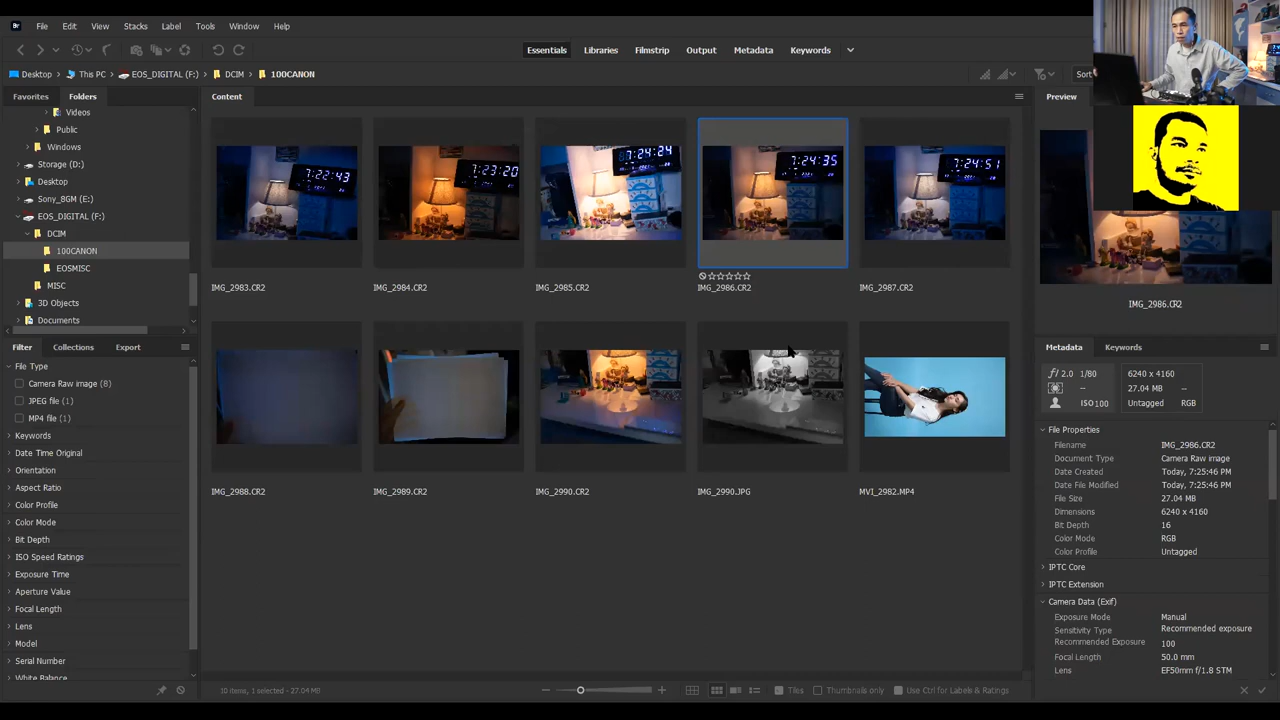 Br File Edit View Stacks Label Tools Window Help
Essentials Libraries Filmstrip Output Metadata Keywords
Desktop This PC EOS_DIGITAL (F:) DCIM 100CANON Sort
Favorites Folders
Videos
Public
Windows
Storage (D:)
Desktop
Sony_BGM (E:)
EOS_DIGITAL (F:)
DCIM
100CANON
EOSMISC
MISC
3D Objects
Documents
Filter Collections Export
File Type
Camera Raw image (8)
JPEG file (1)
MP4 file (1)
Keywords
Date Time Original
Orientation
Aspect Ratio
Color Profile
Color Mode
Bit Depth
ISO Speed Ratings
Exposure Time
Aperture Value
Focal Length
Lens
Model
Serial Number
White Balance
Content
7:22:43 7:23:20 7:24:24 7:24:35 7:24:51
IMG_2983.CR2 IMG_2984.CR2 IMG_2985.CR2 IMG_2986.CR2 IMG_2987.CR2
IMG_2988.CR2 IMG_2989.CR2 IMG_2990.CR2 IMG_2990.JPG MVI_2982.MP4
10 items, 1 selected - 27.04 MB
Tiles Thumbnails only Use Ctrl for Labels & Ratings
Preview
IMG_2986.CR2
Metadata Keywords
f/ 2.0 1/80 6240 x 4160
-- 27.04 MB --
ISO100 Untagged RGB
File Properties
Filename IMG_2986.CR2
Document Type Camera Raw image
Date Created Today, 7:25:46 PM
Date File Modified Today, 7:25:46 PM
File Size 27.04 MB
Dimensions 6240 x 4160
Bit Depth 16
Color Mode RGB
Color Profile Untagged
IPTC Core
IPTC Extension
Camera Data (Exif)
Exposure Mode Manual
Sensitivity Type Recommended exposure
Recommended Exposure 100
Focal Length 50.0 mm
Lens EF50mm f/1.8 STM